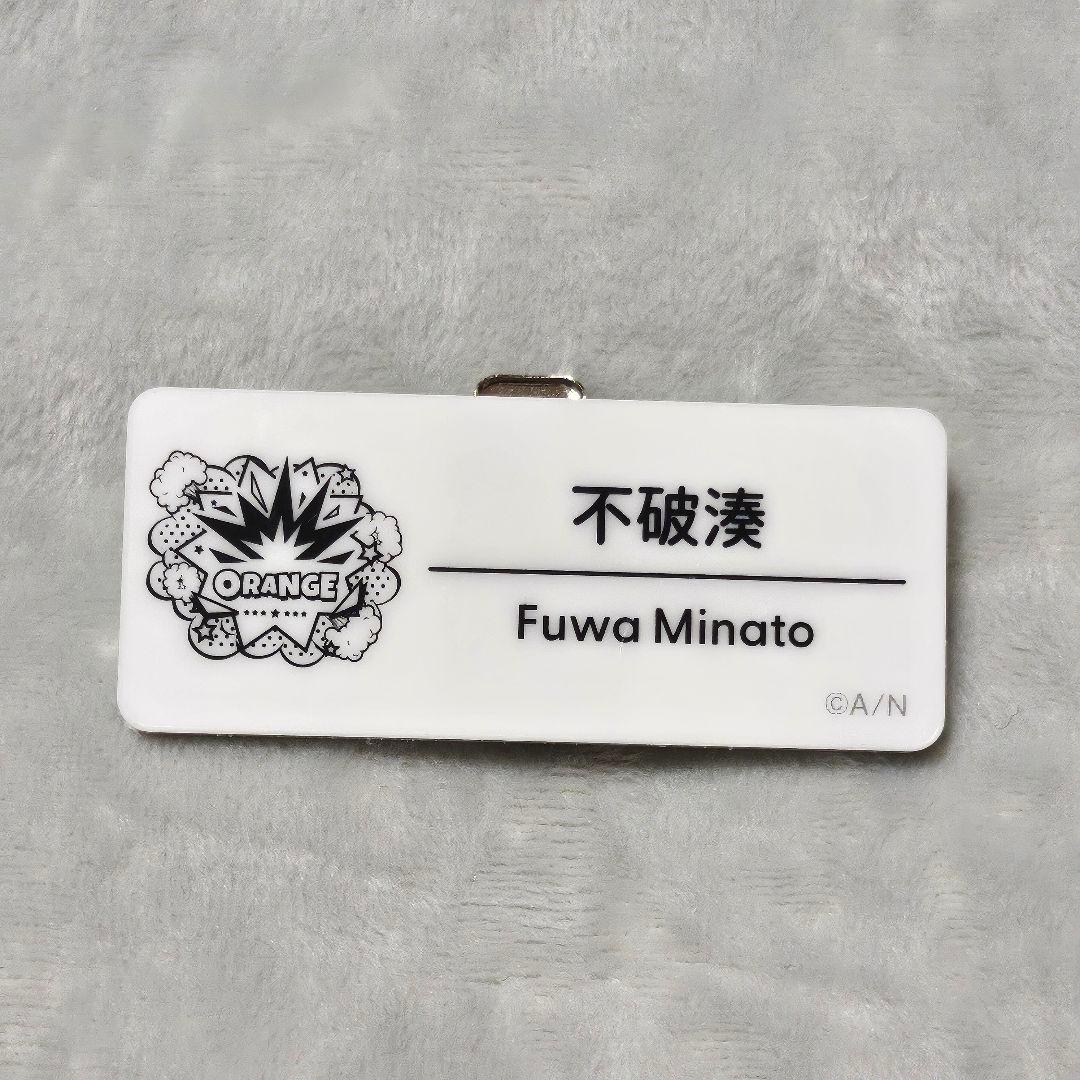 ORANGE
不破湊
Fuwa Minato
©A/N